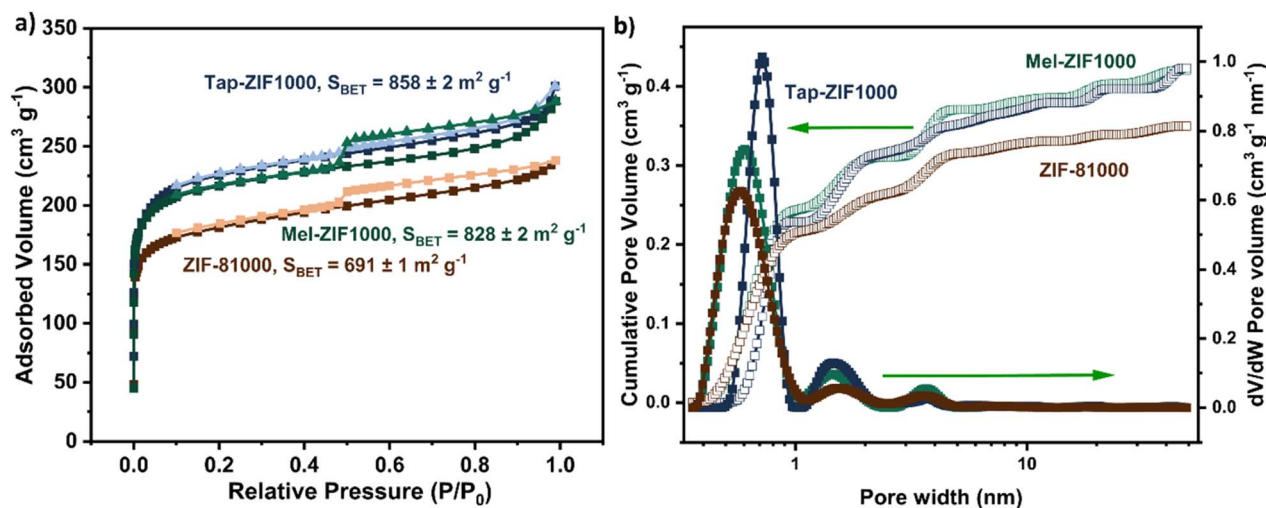 a)
350
300
250
200
150
100
50
0
Adsorbed Volume (cm³ g⁻¹)
Tap-ZIF1000, S_BET = 858 ± 2 m² g⁻¹
Mel-ZIF1000, S_BET = 828 ± 2 m² g⁻¹
ZIF-81000, S_BET = 691 ± 1 m² g⁻¹
0.0 0.2 0.4 0.6 0.8 1.0
Relative Pressure (P/P₀)
b)
0.4
0.3
0.2
0.1
0.0
Cumulative Pore Volume (cm³ g⁻¹)
Mel-ZIF1000
Tap-ZIF1000
ZIF-81000
1.0
0.8
0.6
0.4
0.2
0.0
dV/dW Pore volume (cm³ g⁻¹ nm⁻¹)
1 10
Pore width (nm)